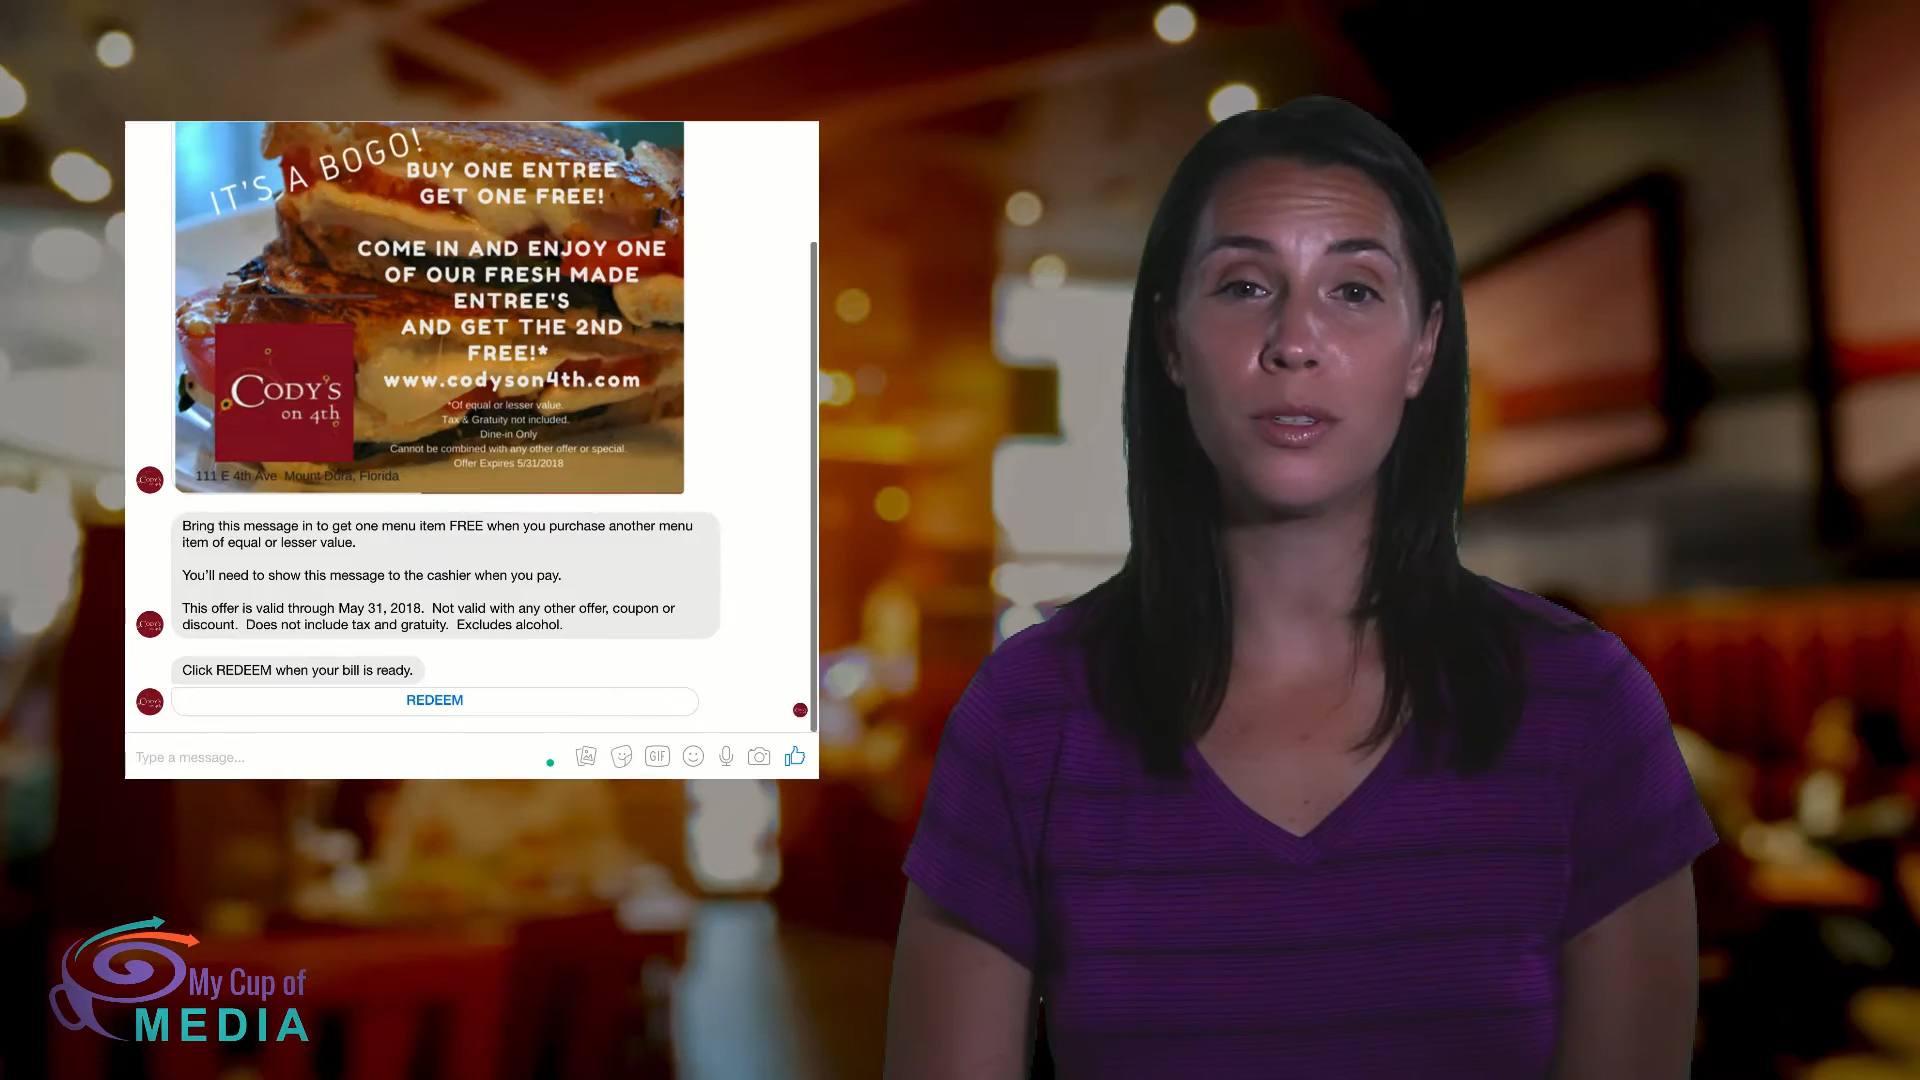 IT'S A BOGO!
BUY ONE ENTREE
GET ONE FREE!
COME IN AND ENJOY ONE
OF OUR FRESH MADE
ENTREE'S
AND GET THE 2ND
FREE!*
www.codyson4th.com
*Of equal or lesser value.
Tax & Gratuity not included.
Dine-in Only
Cannot be combined with any other offer or special.
Offer Expires 5/31/2018
CODY'S
on 4th
111 E 4th Ave Mount Dora, Florida
Bring this message in to get one menu item FREE when you purchase another menu
item of equal or lesser value.
You'll need to show this message to the cashier when you pay.
This offer is valid through May 31, 2018. Not valid with any other offer, coupon or
discount. Does not include tax and gratuity. Excludes alcohol.
Click REDEEM when your bill is ready.
REDEEM
Type a message...
GIF
My Cup of
MEDIA